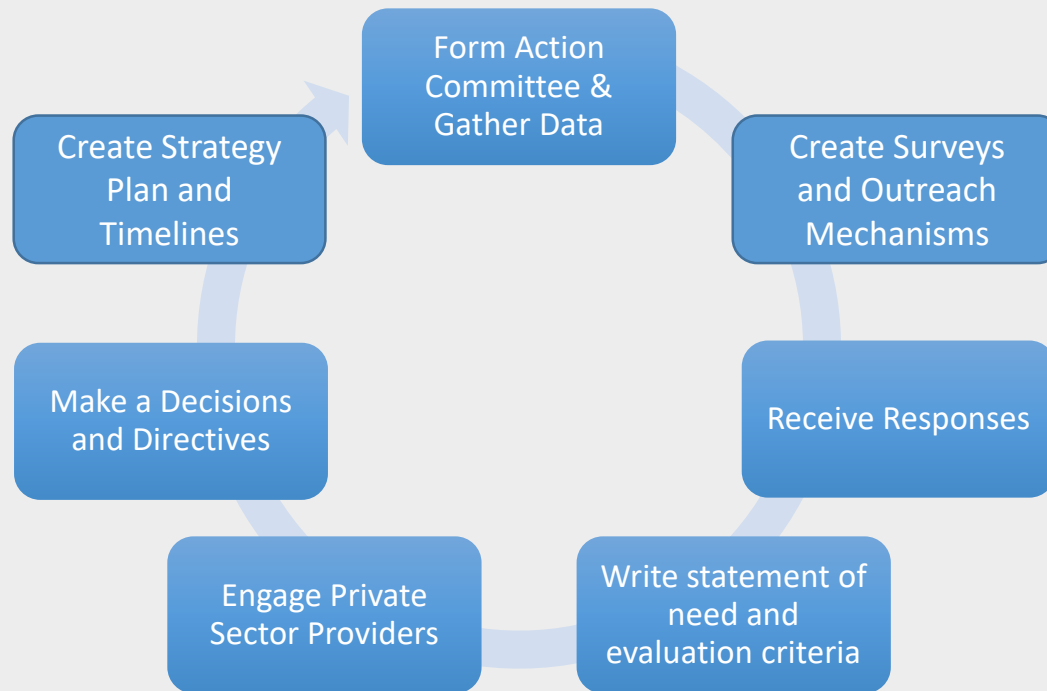 Form Action
Committee &
Gather Data
Create Surveys
and Outreach
Mechanisms
Receive Responses
Write statement of
need and
evaluation criteria
Engage Private
Sector Providers
Make a Decisions
and Directives
Create Strategy
Plan and
Timelines